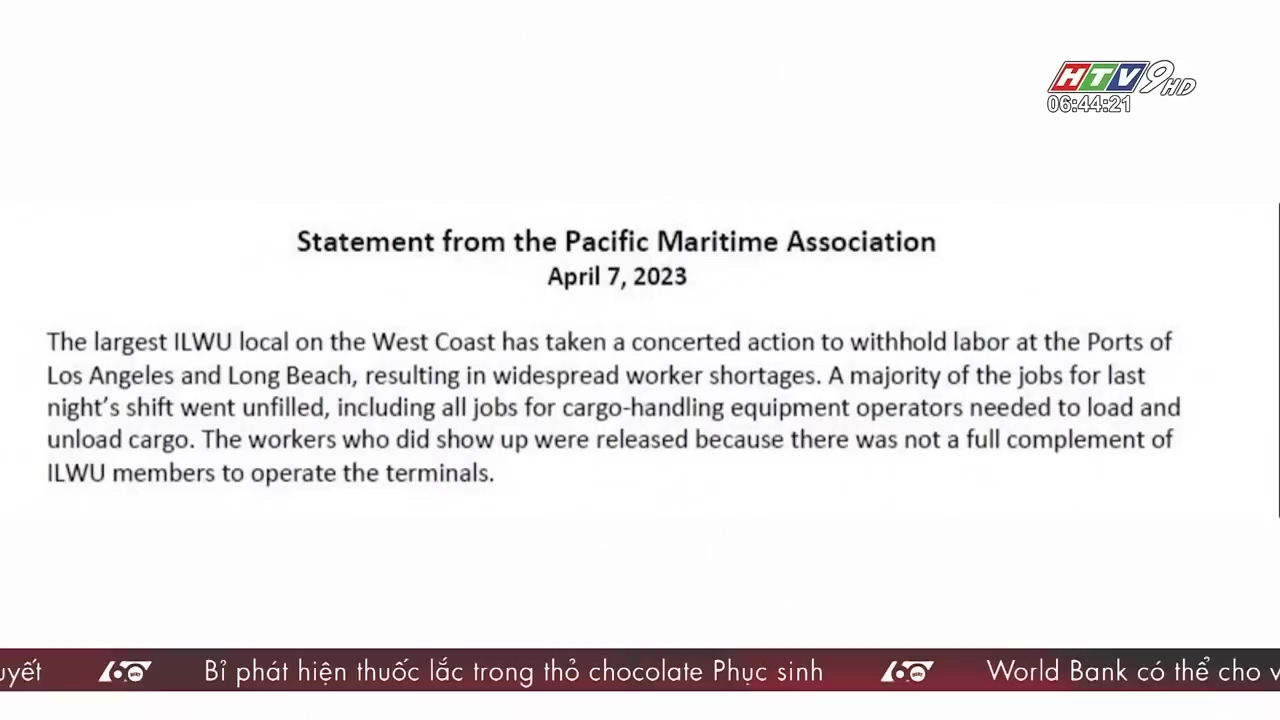 HTV9 HD
06:44:21
Statement from the Pacific Maritime Association
April 7, 2023
The largest ILWU local on the West Coast has taken a concerted action to withhold labor at the Ports of
Los Angeles and Long Beach, resulting in widespread worker shortages. A majority of the jobs for last
night’s shift went unfilled, including all jobs for cargo-handling equipment operators needed to load and
unload cargo. The workers who did show up were released because there was not a full complement of
ILWU members to operate the terminals.
uyết 60 GIÂY Bỉ phát hiện thuốc lắc trong thỏ chocolate Phục sinh 60 GIÂY World Bank có thể cho v